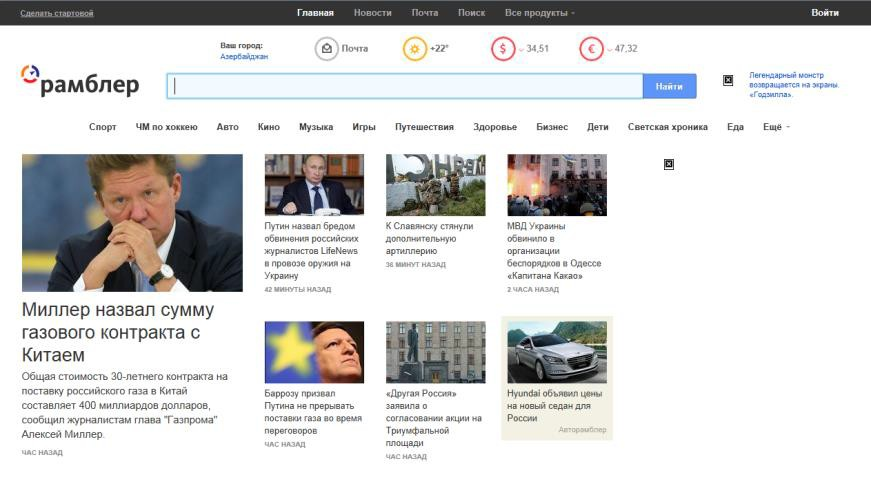 Сделать стартовой
Главная Новости Почта Поиск Все продукты
Войти
Ваш город:
Азербайджан
Почта
+22°
$ 34,51
€ 47,32
рамблер
Найти
Легендарный монстр
возвращается на экраны.
«Годзилла».
Спорт ЧМ по хоккею Авто Кино Музыка Игры Путешествия Здоровье Бизнес Дети Светская хроника Еда Ещё
Миллер назвал сумму
газового контракта с
Китаем
Общая стоимость 30-летнего контракта на
поставку российского газа в Китай
составляет 400 миллиардов долларов,
сообщил журналистам глава "Газпрома"
Алексей Миллер.
ЧАС НАЗАД
Путин назвал бредом
обвинения российских
журналистов LifeNews
в провозе оружия на
Украину
42 МИНУТЫ НАЗАД
К Славянску стянули
дополнительную
артиллерию
36 МИНУТ НАЗАД
МВД Украины
обвинило в
организации
беспорядков в Одессе
«Капитана Какао»
2 ЧАСА НАЗАД
Баррозу призвал
Путина не прерывать
поставки газа во время
переговоров
ЧАС НАЗАД
«Другая Россия»
заявила о
согласовании акции на
Триумфальной
площади
ЧАС НАЗАД
Hyundai объявил цены
на новый седан для
России
Авторамблер